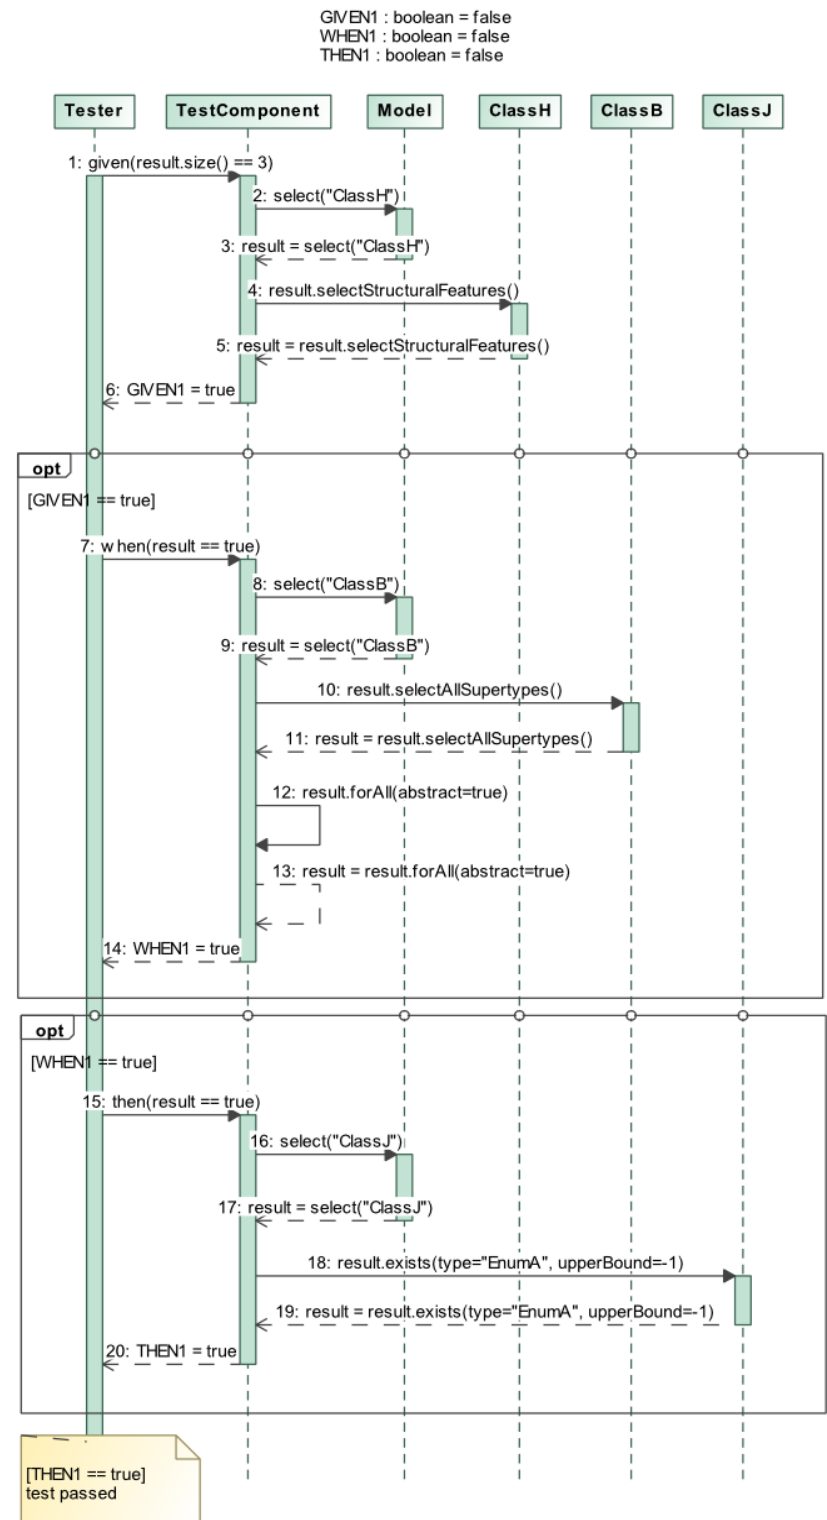 GIVEN1 : boolean = false
WHEN1 : boolean = false
THEN1 : boolean = false
Tester TestComponent Model ClassH ClassB ClassJ
1: given(result.size() == 3)
2: select("ClassH")
3: result = select("ClassH")
4: result.selectStructuralFeatures()
5: result = result.selectStructuralFeatures()
6: GIVEN1 = true
opt
[GIVEN1 == true]
7: when(result == true)
8: select("ClassB")
9: result = select("ClassB")
10: result.selectAllSupertypes()
11: result = result.selectAllSupertypes()
12: result.forAll(abstract=true)
13: result = result.forAll(abstract=true)
14: WHEN1 = true
opt
[WHEN1 == true]
15: then(result == true)
16: select("ClassJ")
17: result = select("ClassJ")
18: result.exists(type="EnumA", upperBound=-1)
19: result = result.exists(type="EnumA", upperBound=-1)
20: THEN1 = true
[THEN1 == true]
test passed